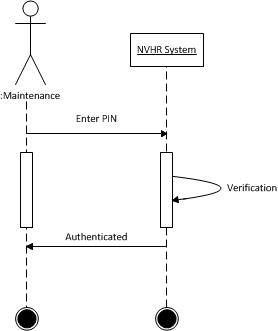 NVHR System
:Maintenance
Enter PIN
Verification
Authenticated